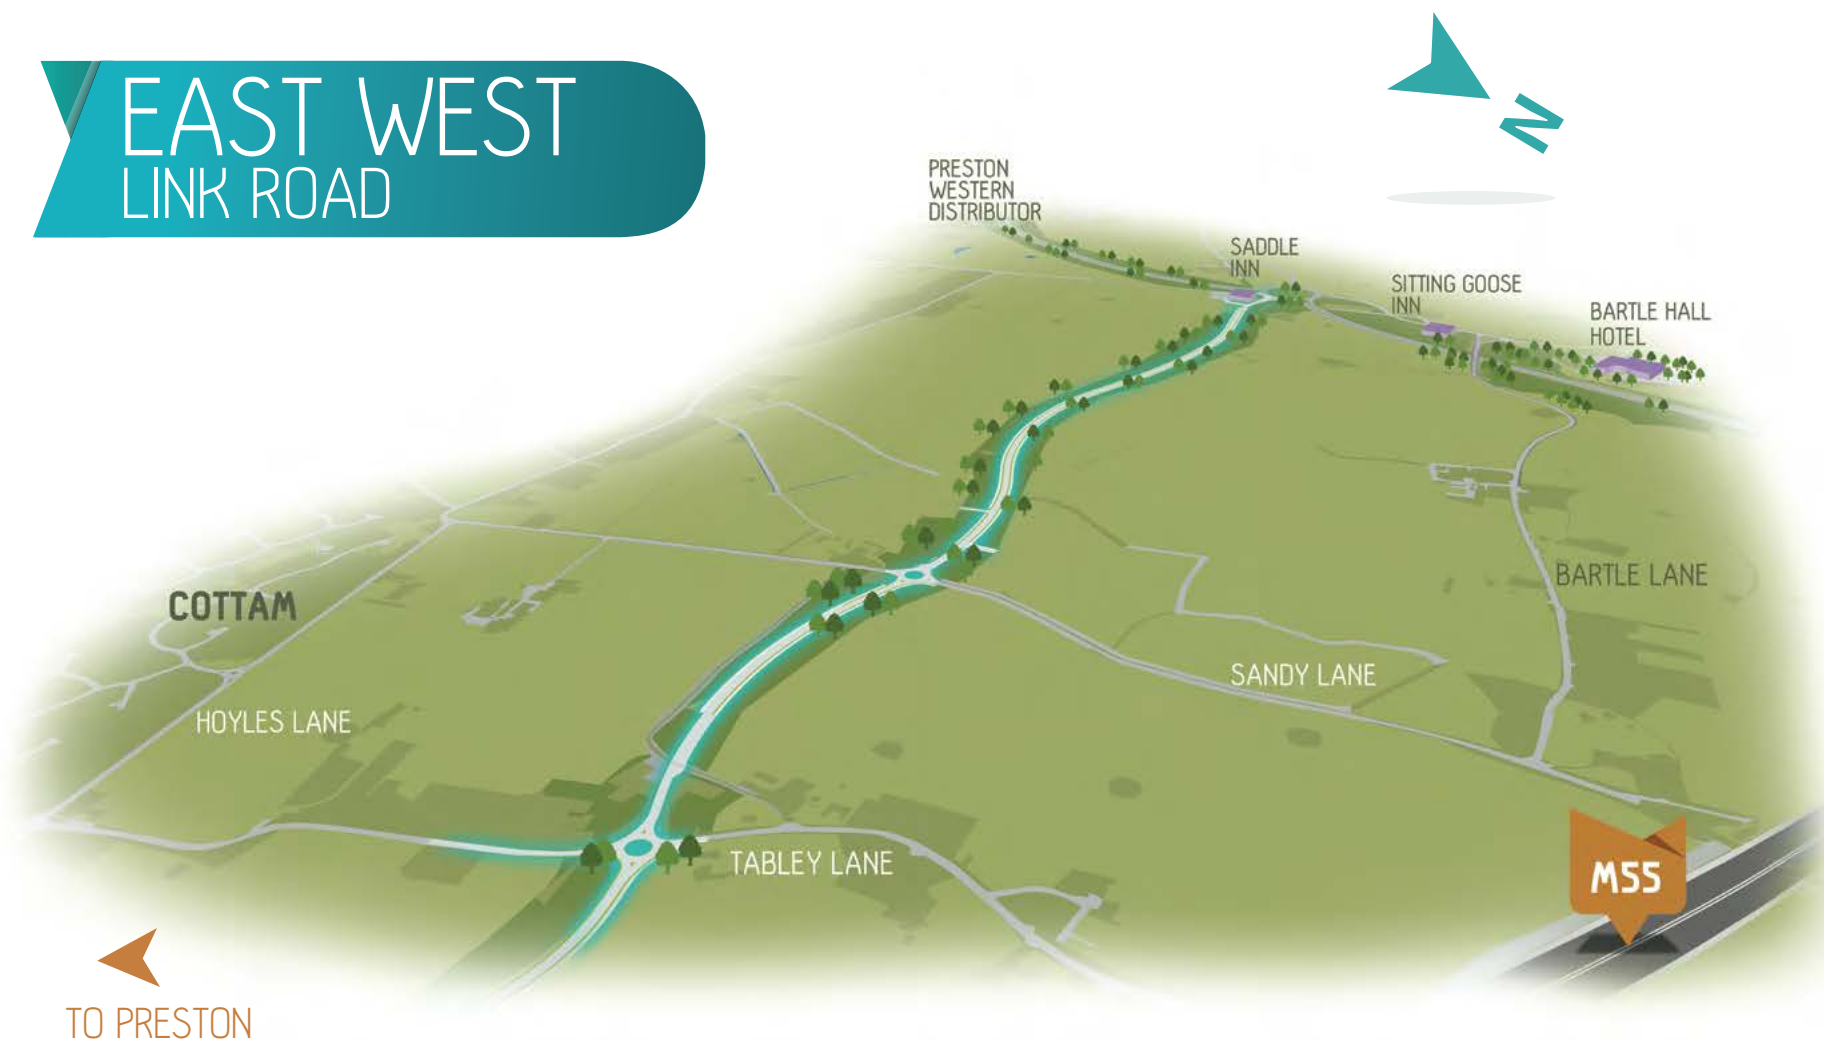 EAST WEST
LINK ROAD
N
PRESTON
WESTERN
DISTRIBUTOR
SADDLE
INN
SITTING GOOSE
INN
BARTLE HALL
HOTEL
BARTLE LANE
COTTAM
SANDY LANE
HOYLES LANE
TABLEY LANE
M55
TO PRESTON